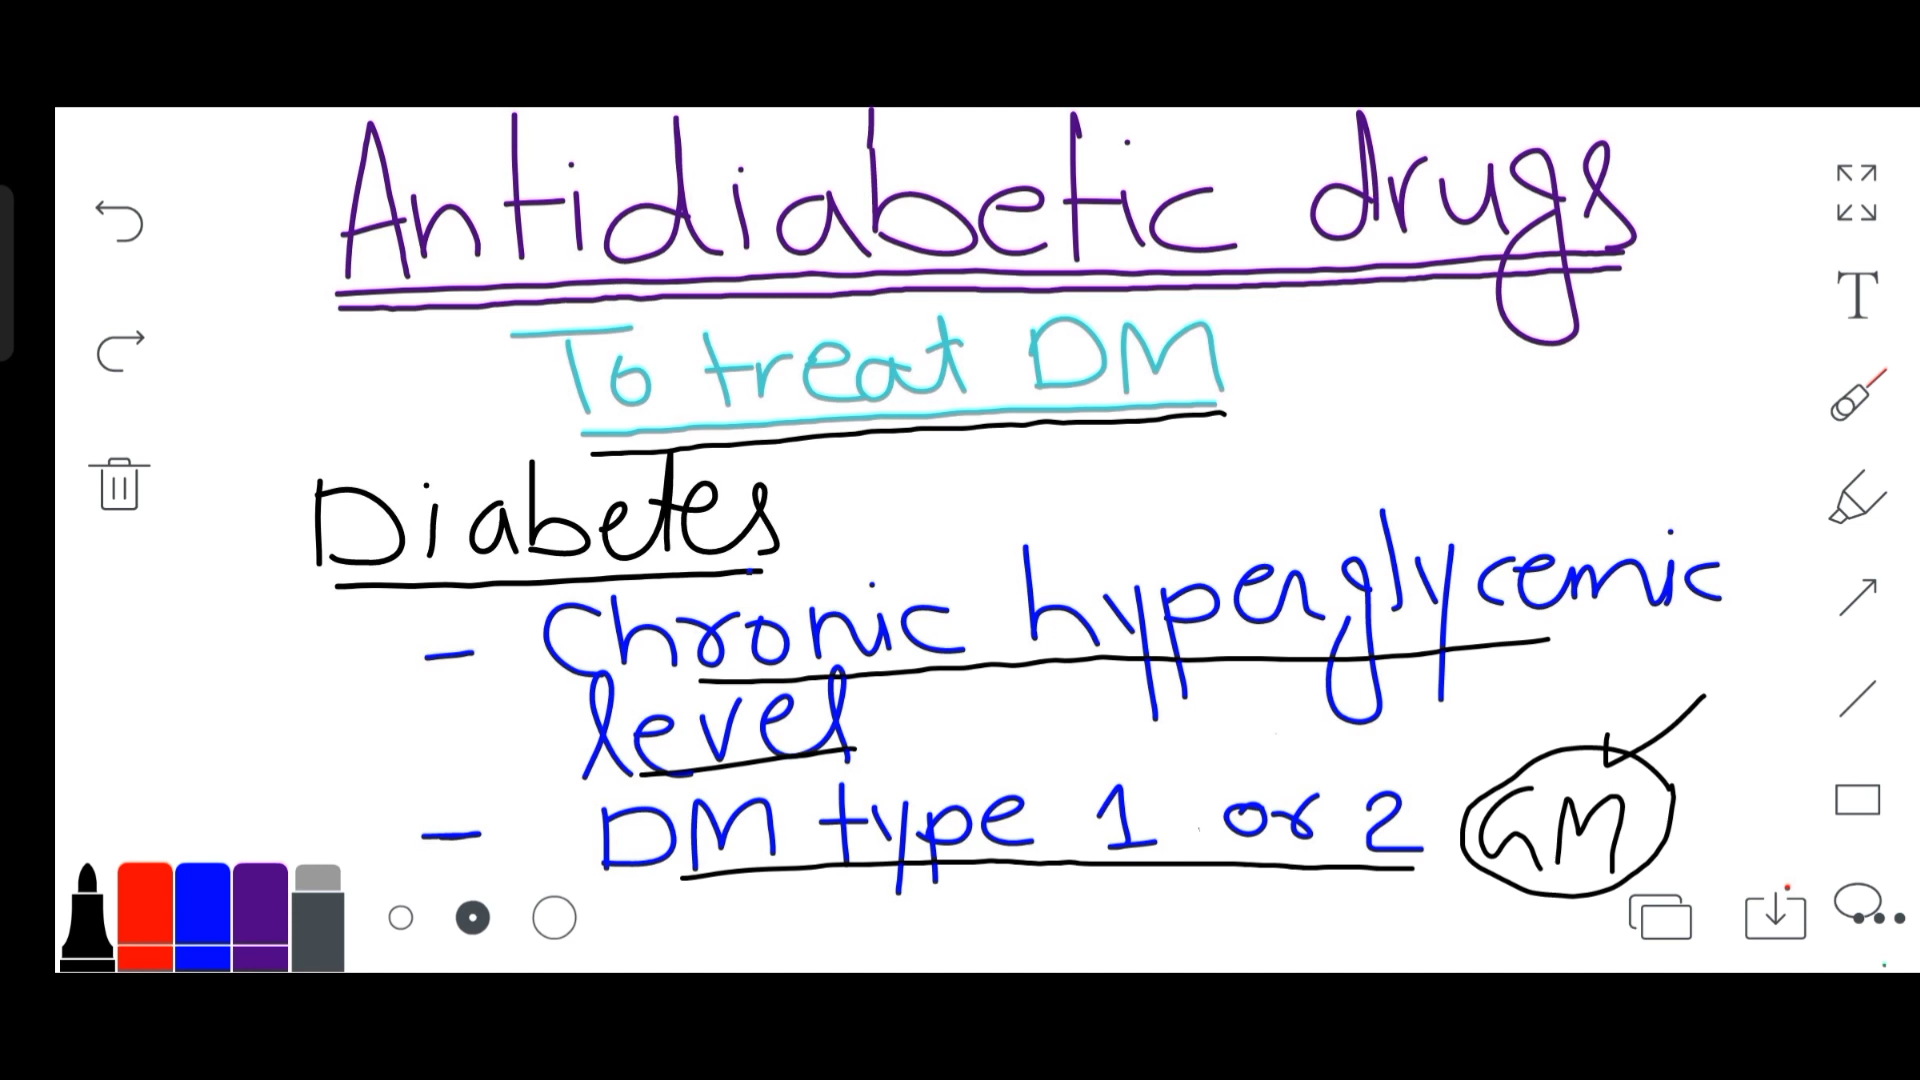 Antidiabetic drugs
To treat DM
Diabetes
- Chronic hyperglycemic
level
- DM type 1 or 2 GM
T